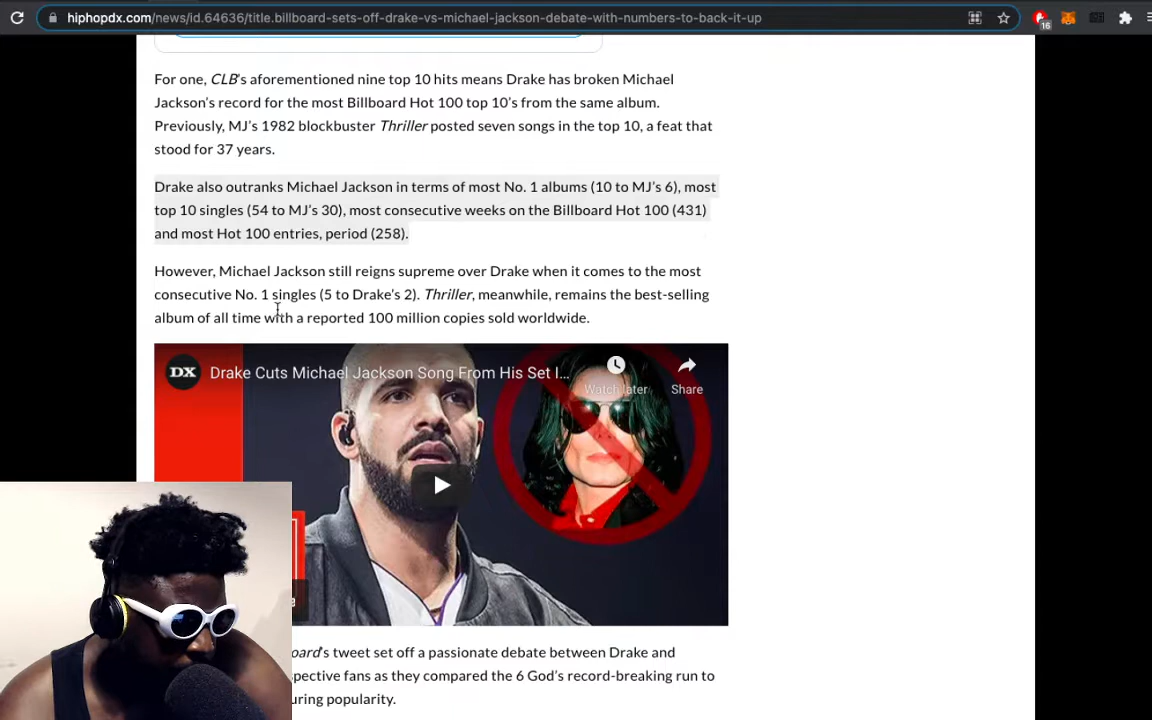 hiphopdx.com/news/id.64636/title.billboard-sets-off-drake-vs-michael-jackson-debate-with-numbers-to-back-it-up
16
For one, CLB's aforementioned nine top 10 hits means Drake has broken Michael
Jackson's record for the most Billboard Hot 100 top 10's from the same album.
Previously, MJ's 1982 blockbuster Thriller posted seven songs in the top 10, a feat that
stood for 37 years.
Drake also outranks Michael Jackson in terms of most No. 1 albums (10 to MJ's 6), most
top 10 singles (54 to MJ's 30), most consecutive weeks on the Billboard Hot 100 (431)
and most Hot 100 entries, period (258).
However, Michael Jackson still reigns supreme over Drake when it comes to the most
consecutive No. 1 singles (5 to Drake's 2). Thriller, meanwhile, remains the best-selling
album of all time with a reported 100 million copies sold worldwide.
DX Drake Cuts Michael Jackson Song From His Set I...
Watch later Share
oard's tweet set off a passionate debate between Drake and
spective fans as they compared the 6 God's record-breaking run to
uring popularity.